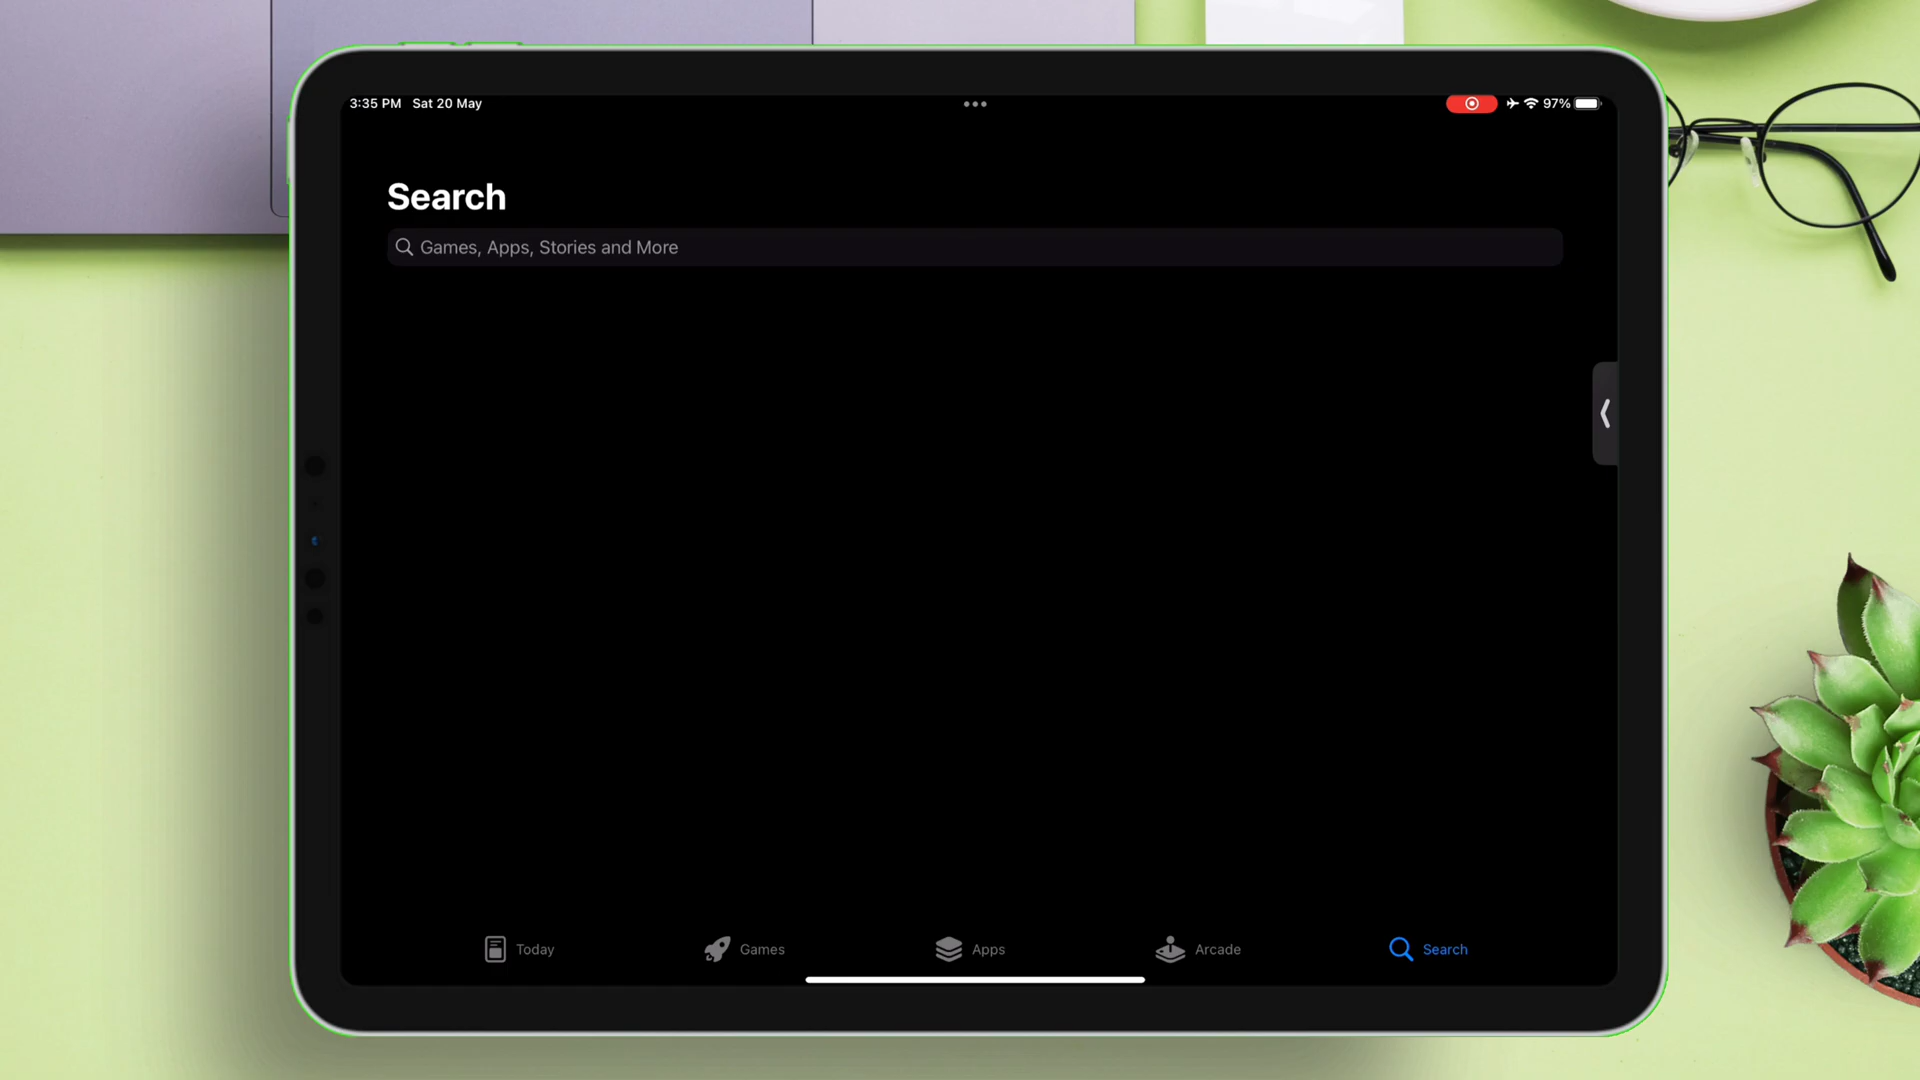 3:35 PM Sat 20 May
97%
Search
Games, Apps, Stories and More
Today
Games
Apps
Arcade
Search